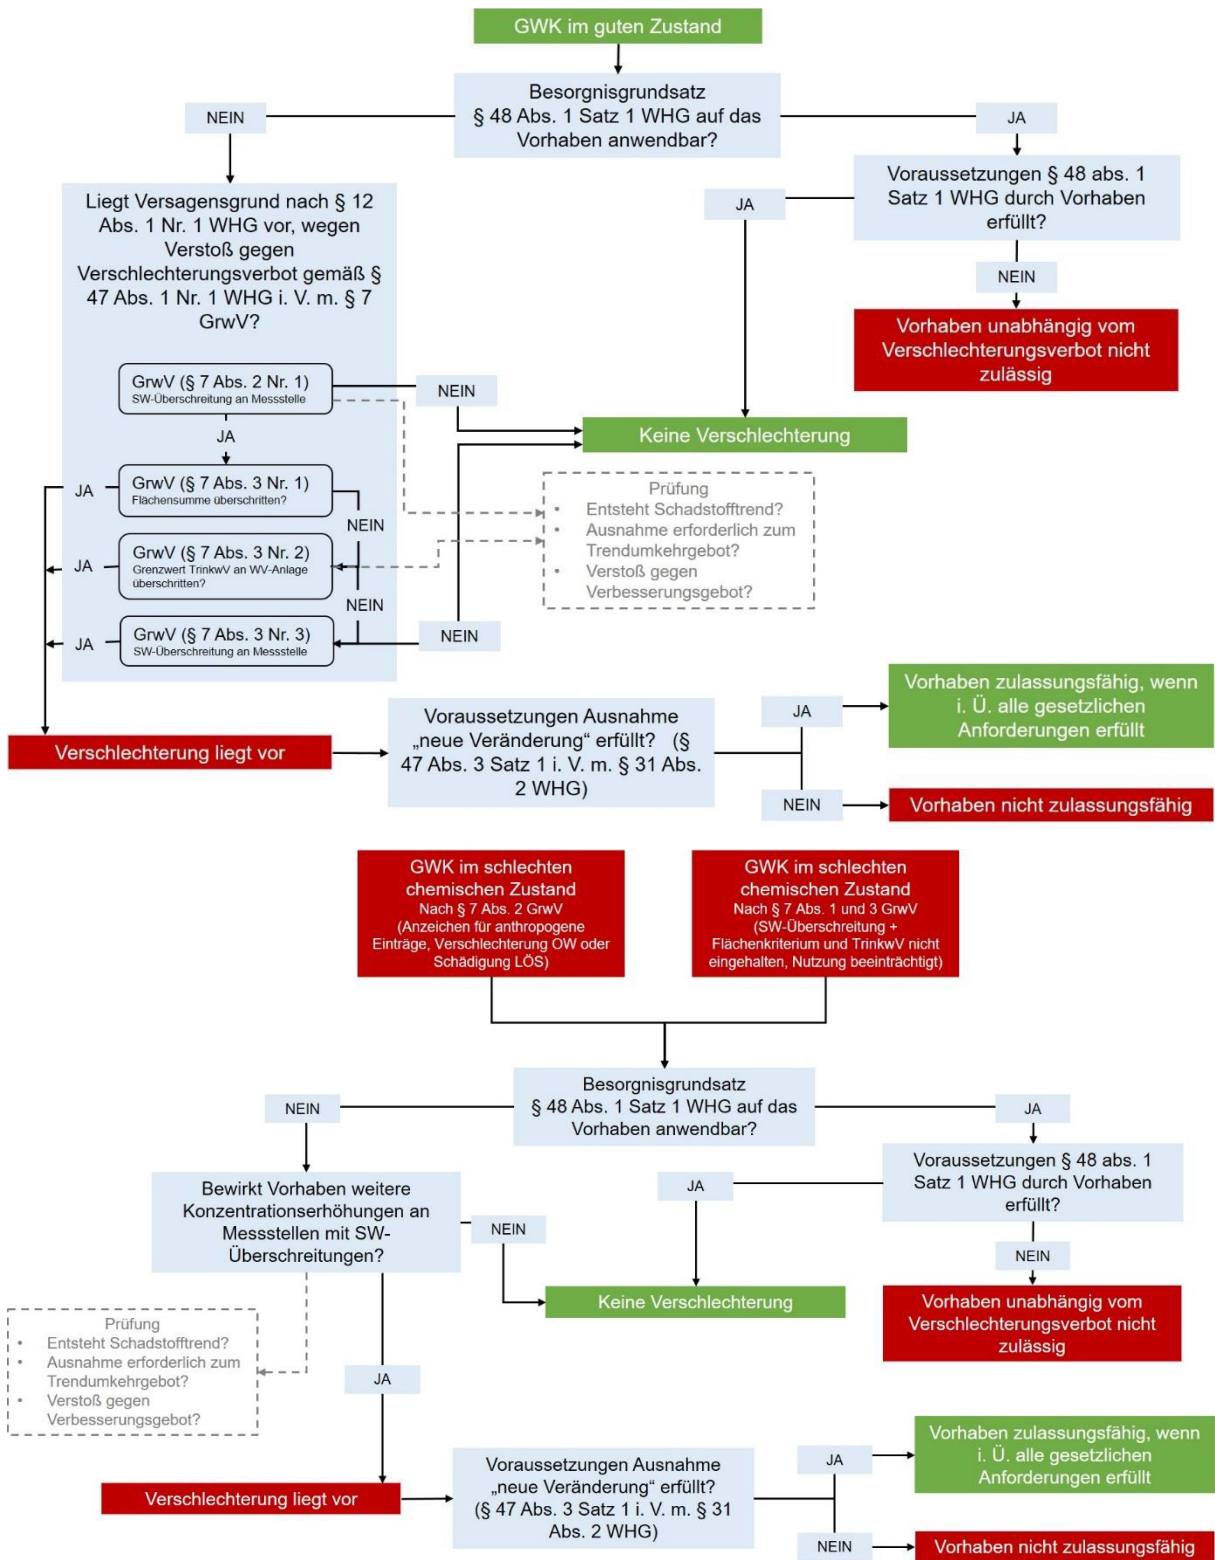 GWK im guten Zustand
Besorgnisgrundsatz
§ 48 Abs. 1 Satz 1 WHG auf das
Vorhaben anwendbar?
NEIN
JA
Liegt Versagensgrund nach § 12
Abs. 1 Nr. 1 WHG vor, wegen
Verstoß gegen
Verschlechterungsverbot gemäß §
47 Abs. 1 Nr. 1 WHG i. V. m. § 7
GrwV?
Voraussetzungen § 48 abs. 1
Satz 1 WHG durch Vorhaben
erfüllt?
JA
NEIN
Vorhaben unabhängig vom
Verschlechterungsverbot nicht
zulässig
GrwV (§ 7 Abs. 2 Nr. 1)
SW-Überschreitung an Messstelle
NEIN
JA
Keine Verschlechterung
JA
GrwV (§ 7 Abs. 3 Nr. 1)
Flächensumme überschritten?
NEIN
Prüfung
• Entsteht Schadstofftrend?
• Ausnahme erforderlich zum
Trendumkehrgebot?
• Verstoß gegen
Verbesserungsgebot?
JA
GrwV (§ 7 Abs. 3 Nr. 2)
Grenzwert TrinkwV an WV-Anlage
überschritten?
NEIN
JA
GrwV (§ 7 Abs. 3 Nr. 3)
SW-Überschreitung an Messstelle
NEIN
Verschlechterung liegt vor
Voraussetzungen Ausnahme
„neue Veränderung“ erfüllt? (§
47 Abs. 3 Satz 1 i. V. m. § 31 Abs.
2 WHG)
JA
Vorhaben zulassungsfähig, wenn
i. Ü. alle gesetzlichen
Anforderungen erfüllt
NEIN
Vorhaben nicht zulassungsfähig
GWK im schlechten
chemischen Zustand
Nach § 7 Abs. 2 GrwV
(Anzeichen für anthropogene
Einträge, Verschlechterung OW oder
Schädigung LÖS)
GWK im schlechten
chemischen Zustand
Nach § 7 Abs. 1 und 3 GrwV
(SW-Überschreitung +
Flächenkriterium und TrinkwV nicht
eingehalten, Nutzung beeinträchtigt)
Besorgnisgrundsatz
§ 48 Abs. 1 Satz 1 WHG auf das
Vorhaben anwendbar?
NEIN
JA
Bewirkt Vorhaben weitere
Konzentrationserhöhungen an
Messstellen mit SW-
Überschreitungen?
Voraussetzungen § 48 abs. 1
Satz 1 WHG durch Vorhaben
erfüllt?
JA
NEIN
NEIN
Keine Verschlechterung
Vorhaben unabhängig vom
Verschlechterungsverbot nicht
zulässig
Prüfung
• Entsteht Schadstofftrend?
• Ausnahme erforderlich zum
Trendumkehrgebot?
• Verstoß gegen
Verbesserungsgebot?
JA
Verschlechterung liegt vor
Voraussetzungen Ausnahme
„neue Veränderung“ erfüllt?
(§ 47 Abs. 3 Satz 1 i. V. m. § 31
Abs. 2 WHG)
JA
Vorhaben zulassungsfähig, wenn
i. Ü. alle gesetzlichen
Anforderungen erfüllt
NEIN
Vorhaben nicht zulassungsfähig